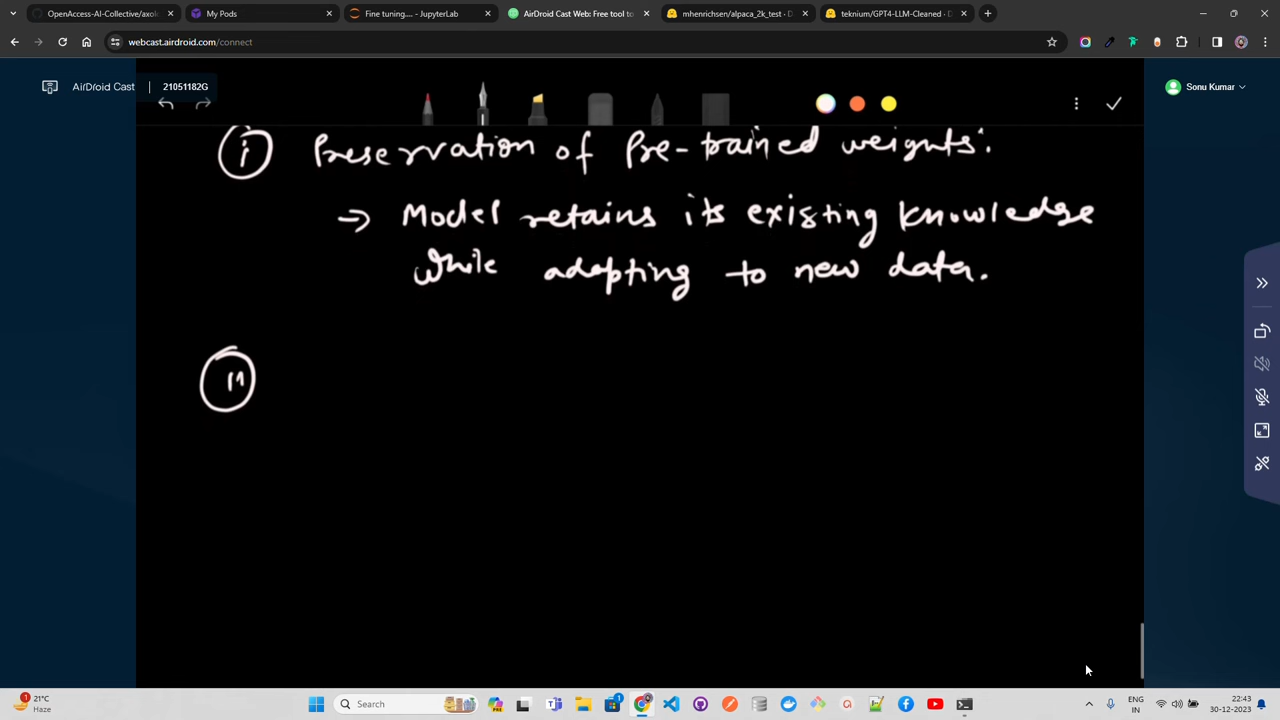 OpenAccess-AI-Collective/axol
My Pods
Fine tuning.... - JupyterLab
AirDroid Cast Web: Free tool to
mhenrichsen/alpaca_2k_test · D
teknium/GPT4-LLM-Cleaned · D
webcast.airdroid.com/connect
AirDroid Cast | 21051182G
Sonu Kumar
i Preservation of Pre-trained weights:
→ Model retains its existing knowledge
while adopting to new data.
ii
1
21°C
Haze
Search
ENG
IN
22:43
30-12-2023